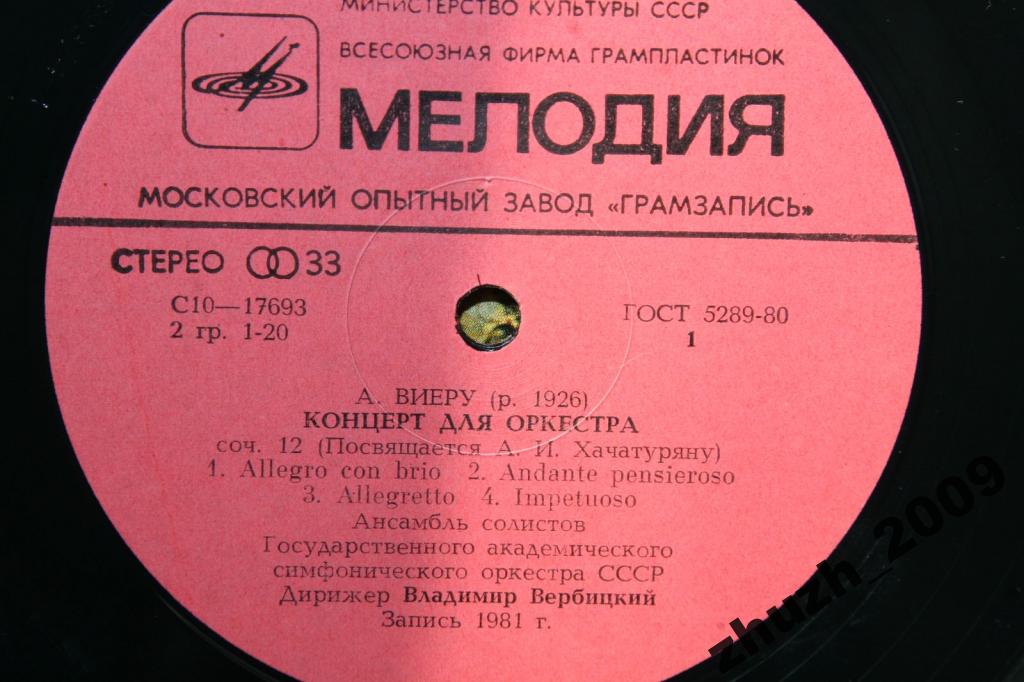 МИНИСТЕРСТВО КУЛЬТУРЫ СССР
ВСЕСОЮЗНАЯ ФИРМА ГРАМПЛАСТИНОК
МЕЛОДИЯ
МОСКОВСКИЙ ОПЫТНЫЙ ЗАВОД «ГРАМЗАПИСЬ»
СТЕРЕО 33
С10—17693
2 гр. 1-20
ГОСТ 5289-80
1
А. ВИЕРУ (р. 1926)
КОНЦЕРТ ДЛЯ ОРКЕСТРА
соч. 12 (Посвящается А. И. Хачатуряну)
1. Allegro con brio 2. Andante pensieroso
3. Allegretto 4. Impetuoso
Ансамбль солистов
Государственного академического
симфонического оркестра СССР
Дирижер Владимир Вербицкий
Запись 1981 г.
zhuzh_2009